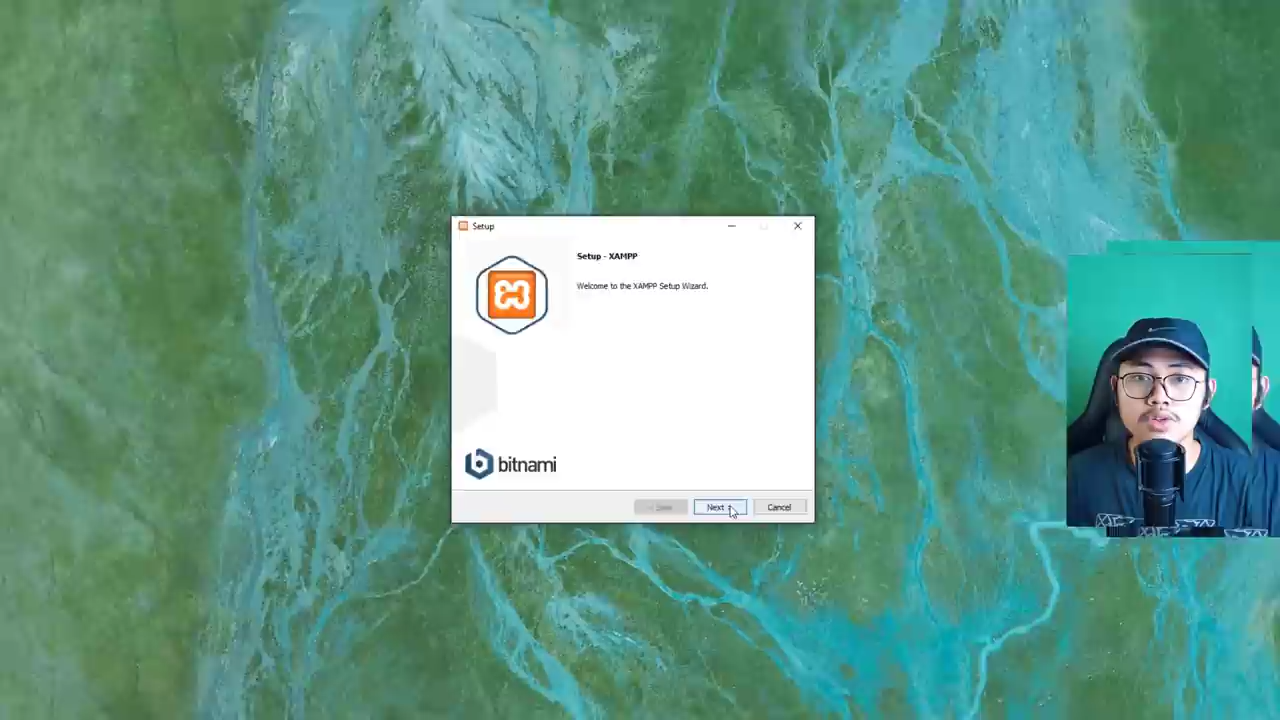 Setup
Setup - XAMPP
Welcome to the XAMPP Setup Wizard.
bitnami
Next >
Cancel